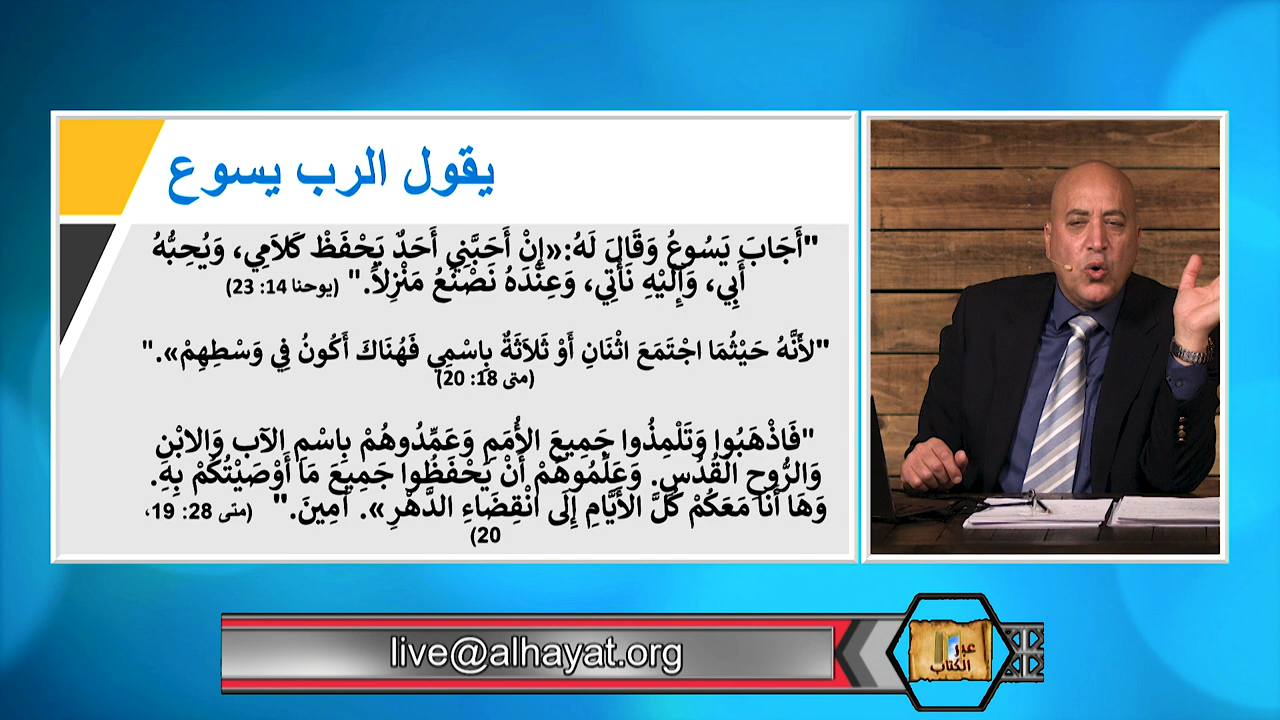 يقول الرب يسوع
"أَجَابَ يَسُوعُ وَقَالَ لَهُ:«إِنْ أَحَبَّنِي أَحَدٌ يَحْفَظْ كَلاَمِي، وَيُحِبُّهُ
أَبِي، وَإِلَيْهِ نَأْتِي، وَعِنْدَهُ نَصْنَعُ مَنْزِلاً." (يوحنا 14: 23)
"لأَنَّهُ حَيْثُمَا اجْتَمَعَ اثْنَانِ أَوْ ثَلاَثَةٌ بِاسْمِي فَهُنَاكَ أَكُونُ فِي وَسْطِهِمْ»."
(متى 18: 20)
"فَاذْهَبُوا وَتَلْمِذُوا جَمِيعَ الأُمَمِ وَعَمِّدُوهُمْ بِاسْمِ الآب وَالابْنِ
وَالرُّوحِ الْقُدُسِ. وَعَلِّمُوهُمْ أَنْ يَحْفَظُوا جَمِيعَ مَا أَوْصَيْتُكُمْ بِهِ.
وَهَا أَنَا مَعَكُمْ كُلَّ الأَيَّامِ إِلَى انْقِضَاءِ الدَّهْرِ». آمِينَ." (متى 28: 19،
20)
live@alhayat.org
عبر
الكتاب